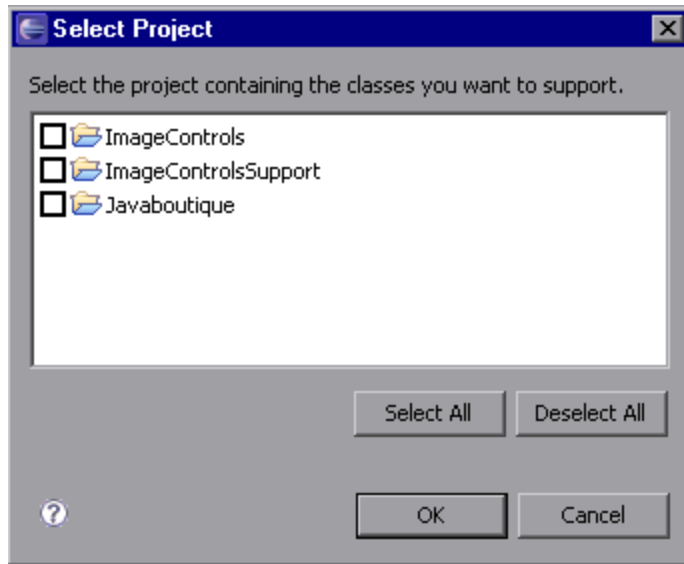 Select Project
Select the project containing the classes you want to support.
ImageControls
ImageControlsSupport
Javaboutique
Select All
Deselect All
?
OK
Cancel